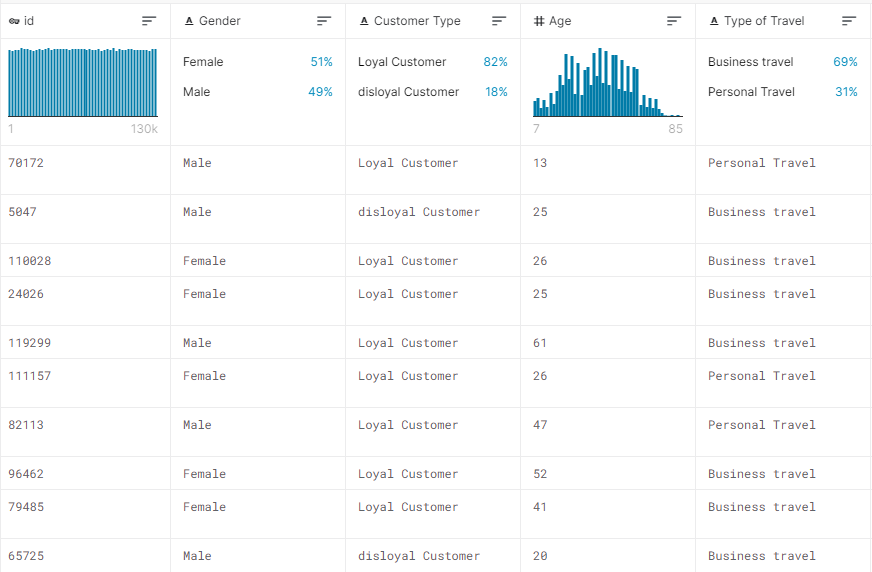 id Gender Customer Type # Age Type of Travel
Female 51% Loyal Customer 82% Business travel 69%
Male 49% disloyal Customer 18% Personal Travel 31%
1 130k 7 85
70172 Male Loyal Customer 13 Personal Travel
5047 Male disloyal Customer 25 Business travel
110028 Female Loyal Customer 26 Business travel
24026 Female Loyal Customer 25 Business travel
119299 Male Loyal Customer 61 Business travel
111157 Female Loyal Customer 26 Personal Travel
82113 Male Loyal Customer 47 Personal Travel
96462 Female Loyal Customer 52 Business travel
79485 Female Loyal Customer 41 Business travel
65725 Male disloyal Customer 20 Business travel